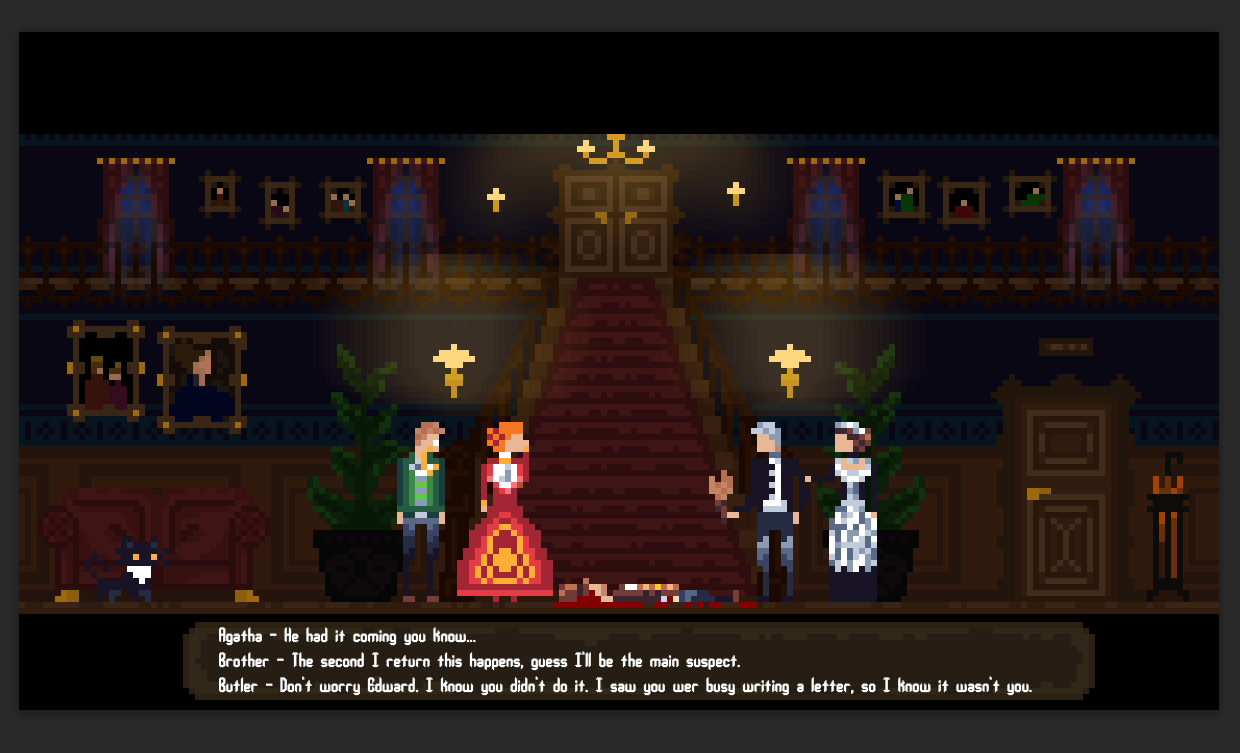 Agatha - He had it coming you know...
Brother - The second I return this happens, guess I'll be the main suspect.
Butler - Don't worry Edward. I know you didn't do it. I saw you wer busy writing a letter, so I know it wasn't you.